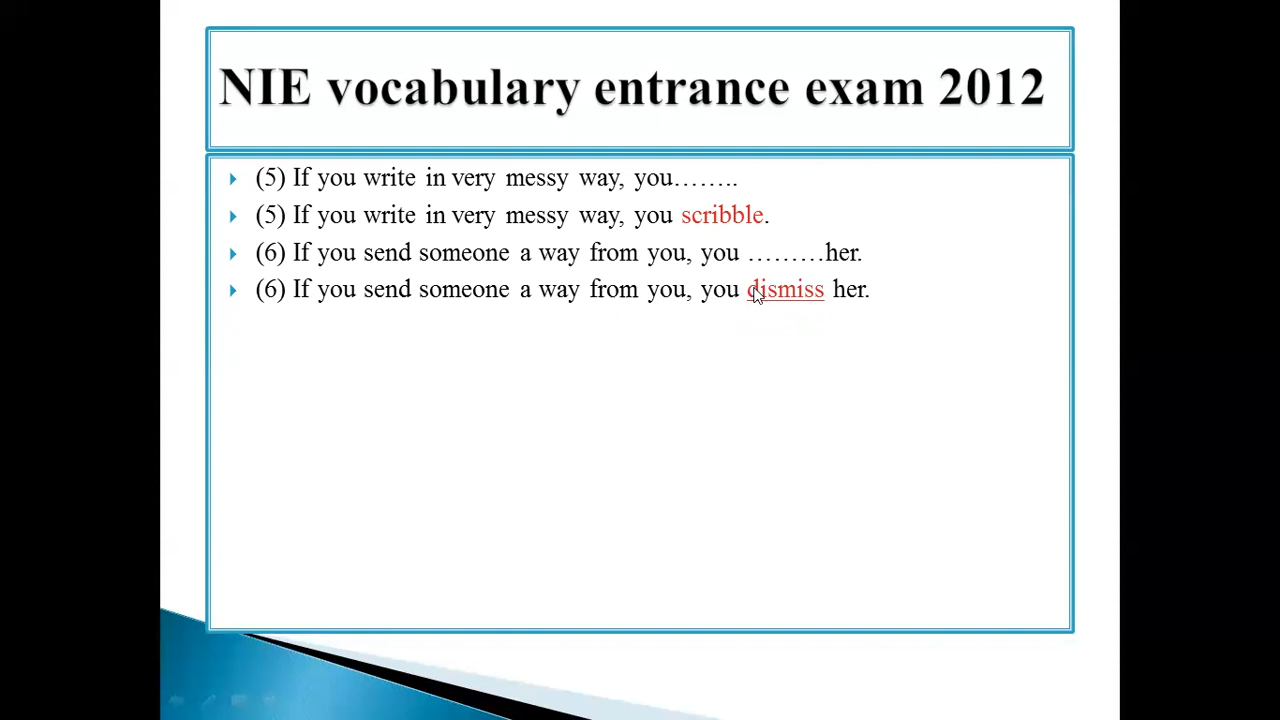 NIE vocabulary entrance exam 2012
(5) If you write in very messy way, you……..
(5) If you write in very messy way, you scribble.
(6) If you send someone a way from you, you ………her.
(6) If you send someone a way from you, you dismiss her.